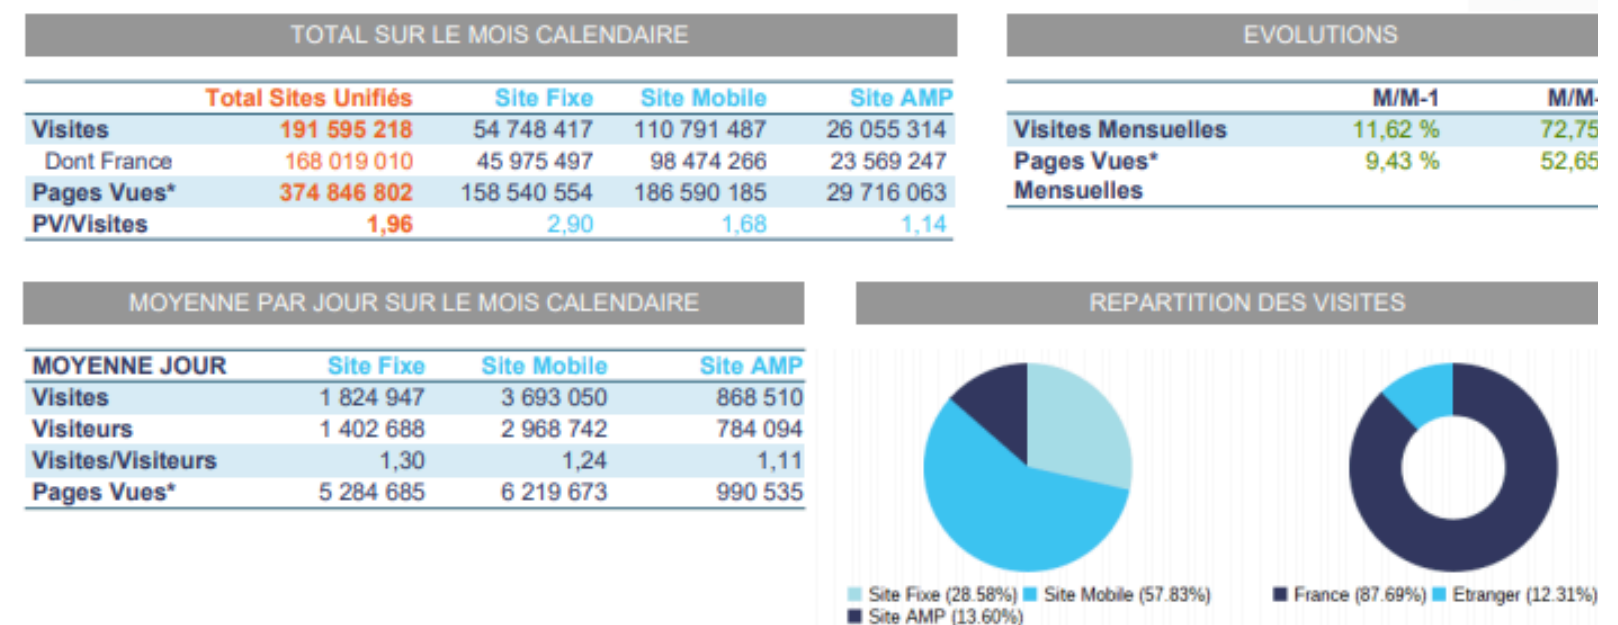 TOTAL SUR LE MOIS CALENDAIRE
Total Sites Unifiés Site Fixe Site Mobile Site AMP
Visites 191 595 218 54 748 417 110 791 487 26 055 314
Dont France 168 019 010 45 975 497 98 474 266 23 569 247
Pages Vues* 374 846 802 158 540 554 186 590 185 29 716 063
PV/Visites 1,96 2,90 1,68 1,14
EVOLUTIONS
M/M-1 M/M-
Visites Mensuelles 11,62 % 72,75
Pages Vues* 9,43 % 52,65
Mensuelles
MOYENNE PAR JOUR SUR LE MOIS CALENDAIRE
MOYENNE JOUR Site Fixe Site Mobile Site AMP
Visites 1 824 947 3 693 050 868 510
Visiteurs 1 402 688 2 968 742 784 094
Visites/Visiteurs 1,30 1,24 1,11
Pages Vues* 5 284 685 6 219 673 990 535
REPARTITION DES VISITES
Site Fixe (28.58%) Site Mobile (57.83%)
Site AMP (13.60%)
France (87.69%) Etranger (12.31%)